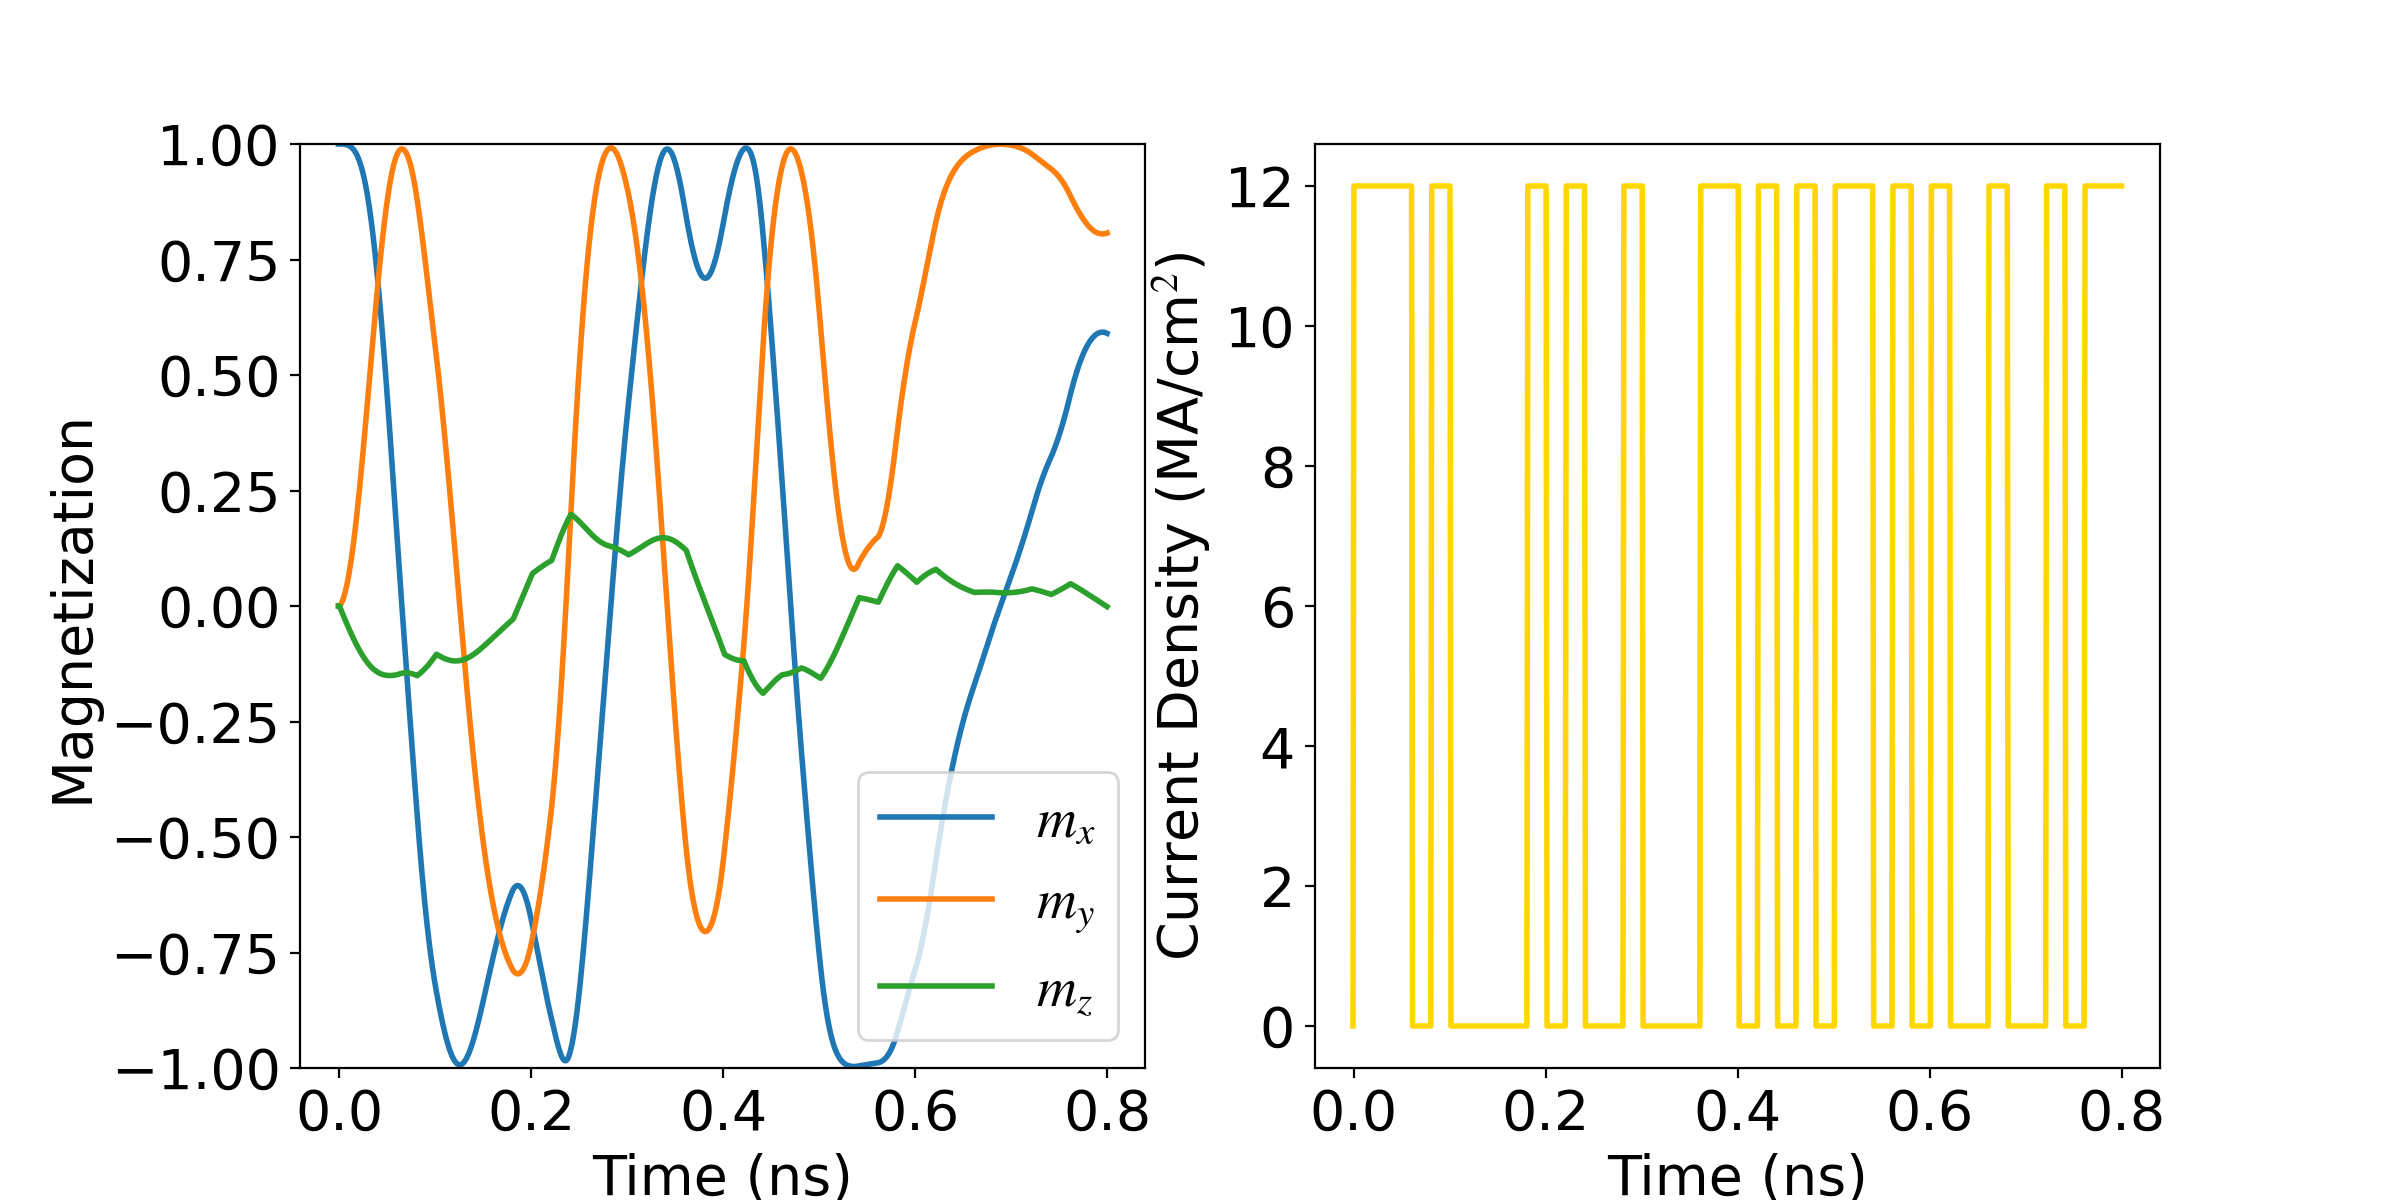 Magnetization
1.00
0.75
0.50
0.25
0.00
−0.25
−0.50
−0.75
−1.00
0.0 0.2 0.4 0.6 0.8
Time (ns)
m_x
m_y
m_z
Current Density (MA/cm²)
12
10
8
6
4
2
0
0.0 0.2 0.4 0.6 0.8
Time (ns)